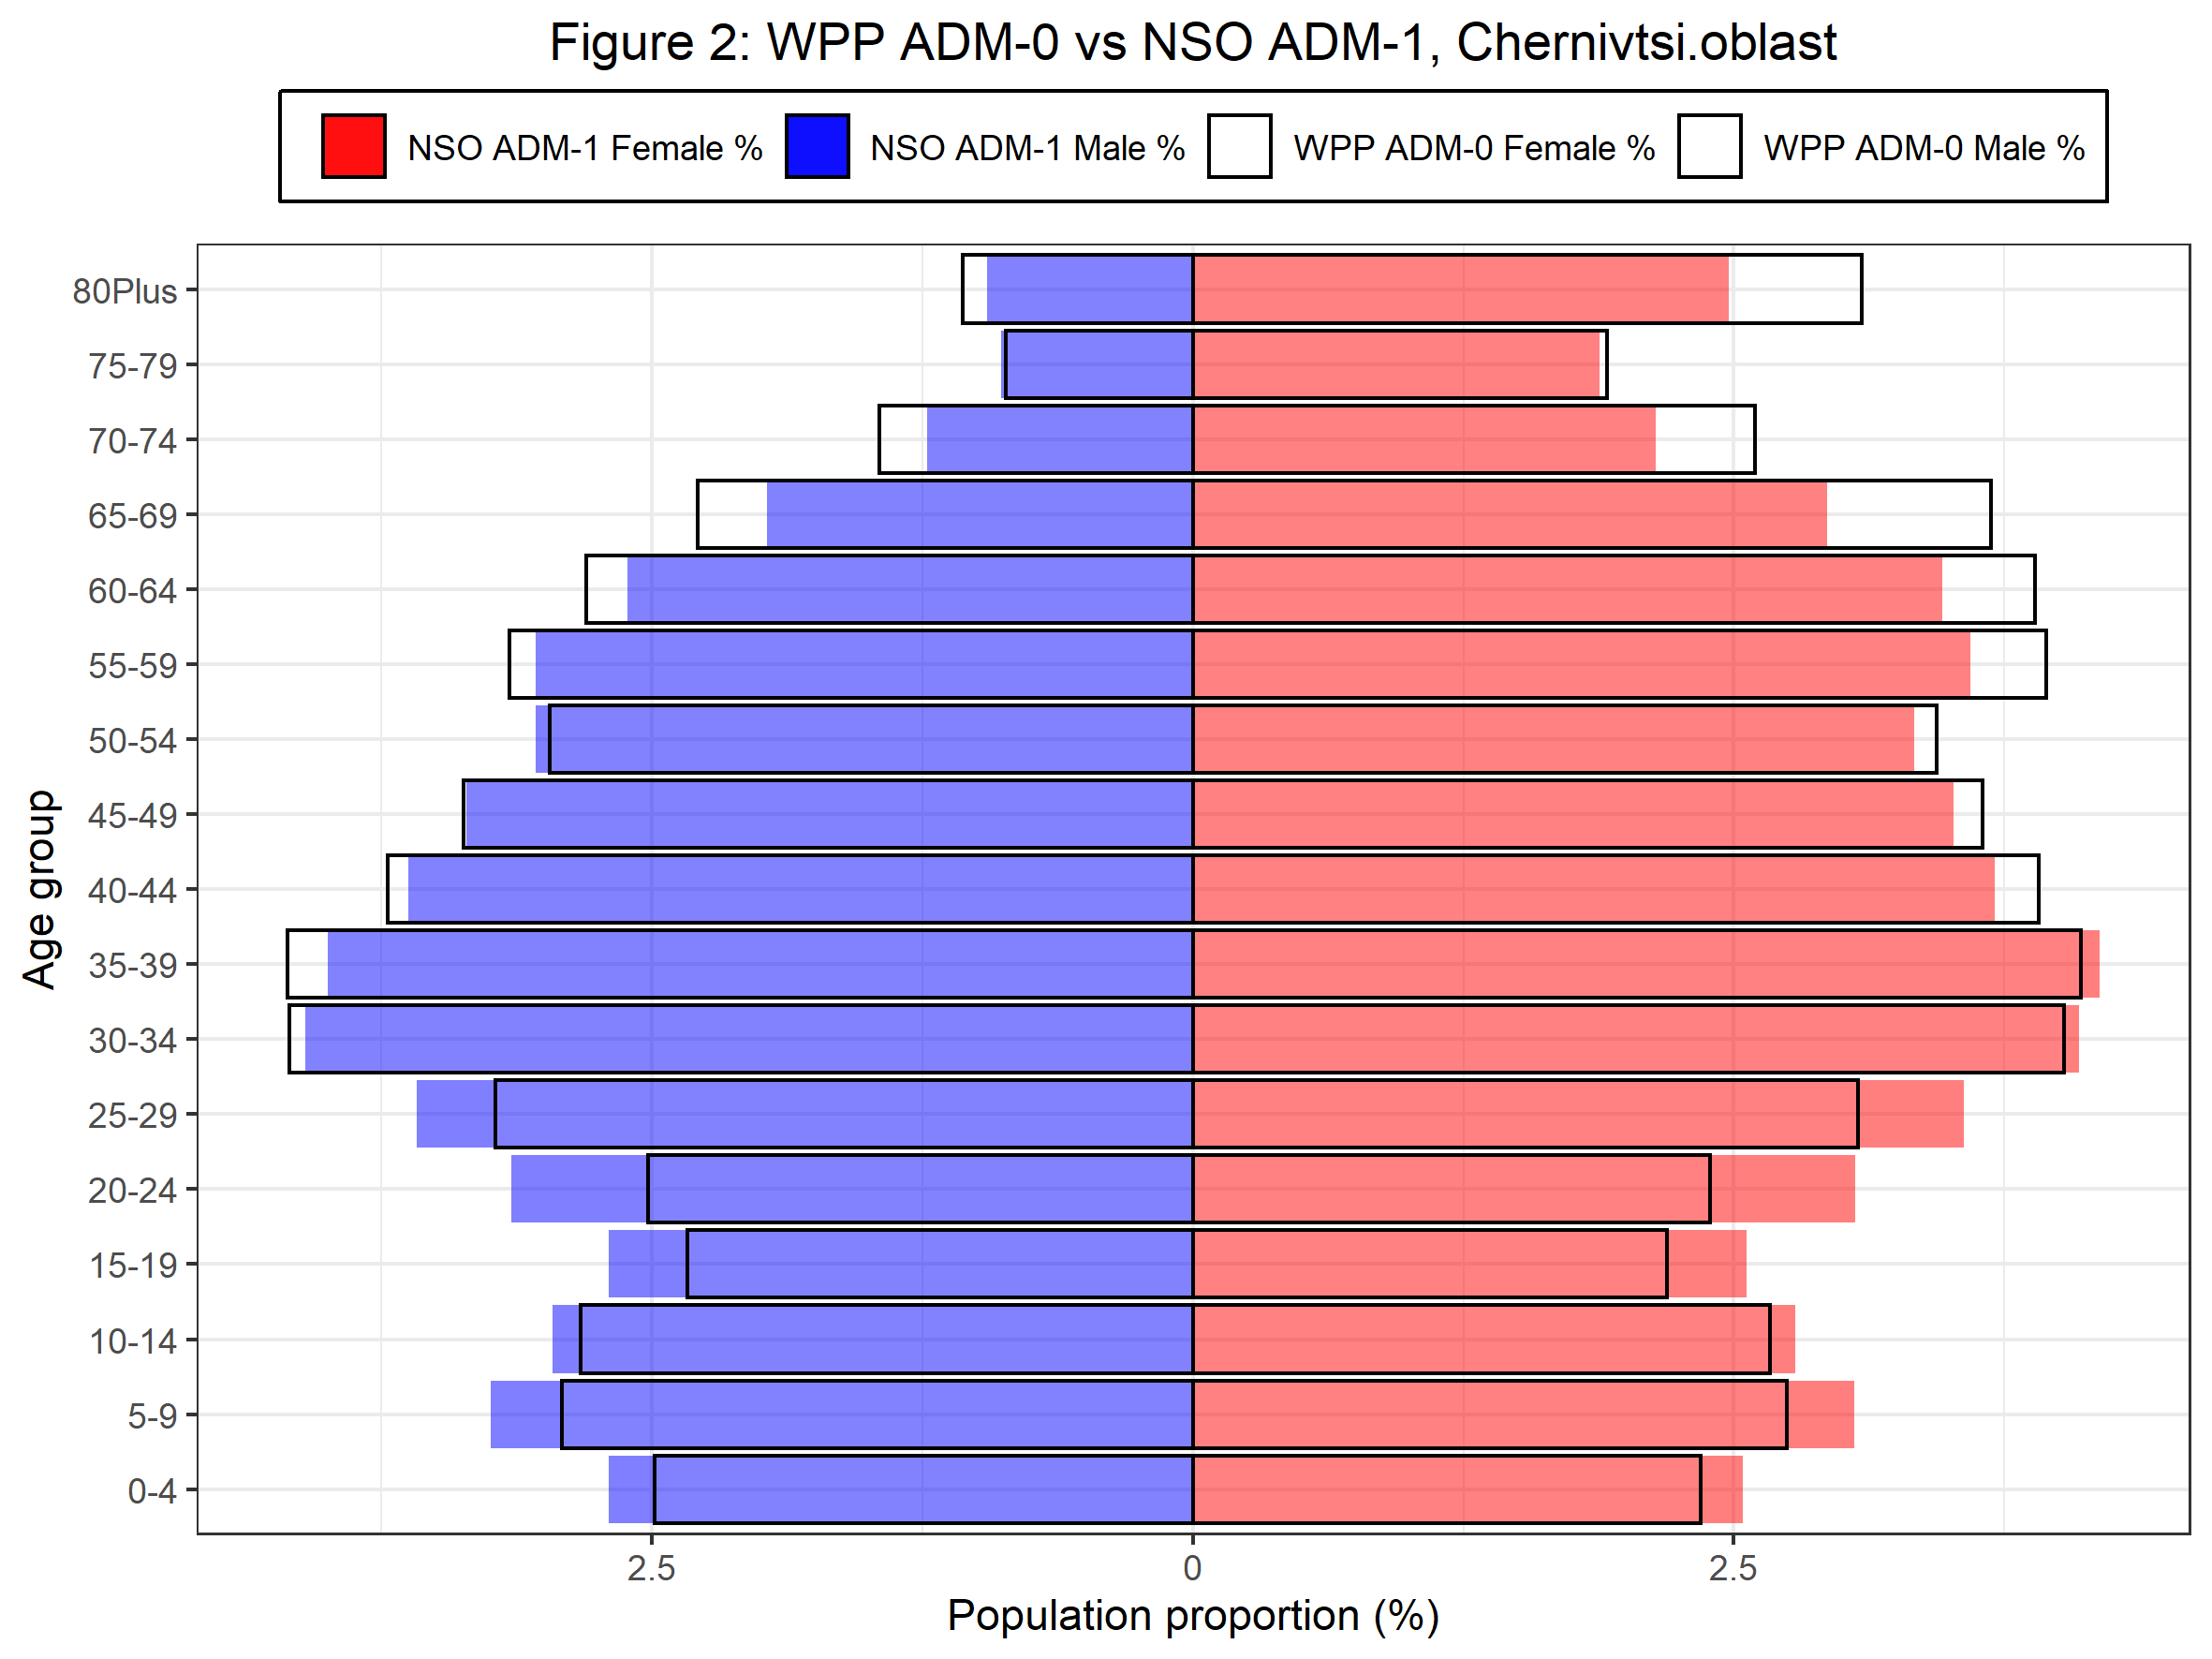 Figure 2: WPP ADM-0 vs NSO ADM-1, Chernivtsi.oblast
NSO ADM-1 Female %
NSO ADM-1 Male %
WPP ADM-0 Female %
WPP ADM-0 Male %
80Plus
75-79
70-74
65-69
60-64
55-59
50-54
45-49
40-44
35-39
30-34
25-29
20-24
15-19
10-14
5-9
0-4
Age group
2.5
0
2.5
Population proportion (%)